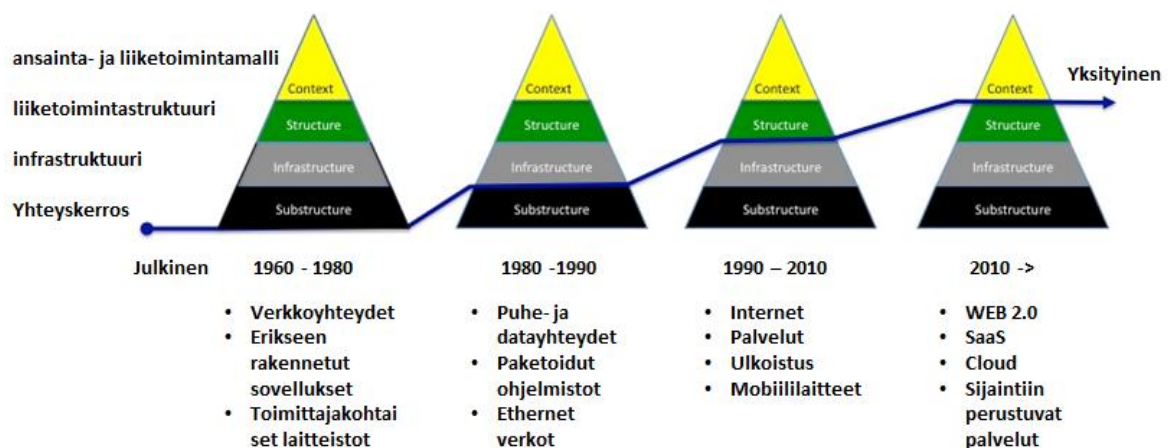 ansainta- ja liiketoimintamalli
liiketoimintastruktuuri
infrastruktuuri
Yhteyskerros
Context
Structure
Infrastructure
Substructure
Context
Structure
Infrastructure
Substructure
Context
Structure
Infrastructure
Substructure
Context
Structure
Infrastructure
Substructure
Yksityinen
Julkinen
1960 - 1980
• Verkkoyhteydet
• Erikseen
rakennetut
sovellukset
• Toimittajakohtai
set laitteistot
1980 -1990
• Puhe- ja
datayhteydet
• Paketoidut
ohjelmistot
• Ethernet
verkot
1990 – 2010
• Internet
• Palvelut
• Ulkoistus
• Mobiililaitteet
2010 ->
• WEB 2.0
• SaaS
• Cloud
• Sijaintiin
perustuvat
palvelut